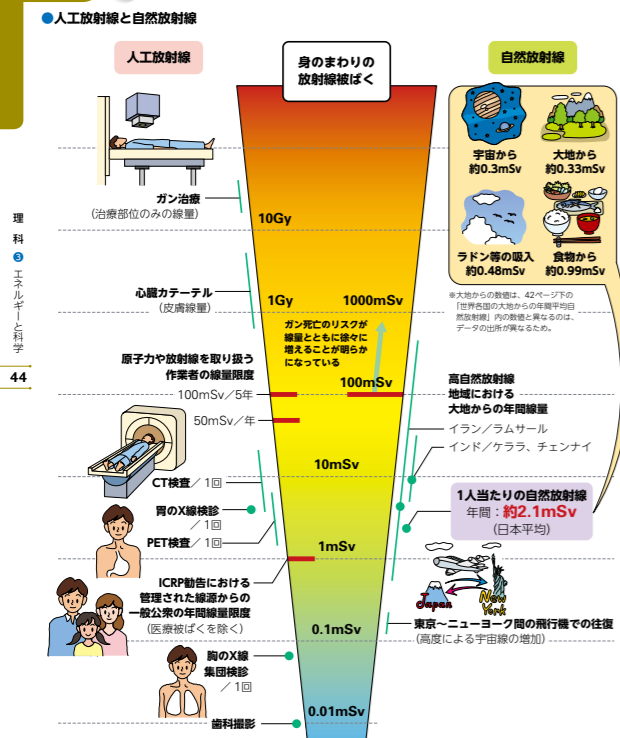 ●人工放射線と自然放射線
人工放射線
身のまわりの
放射線被ばく
自然放射線
宇宙から
約0.3mSv
大地から
約0.33mSv
ラドン等の吸入
約0.48mSv
食物から
約0.99mSv
※大地からの数値は、42ページ下の
「世界各国の大地からの年間平均自
然放射線」内の数値と異なるのは、
データの出所が異なるため。
ガン治療
(治療部位のみの線量)
10Gy
心臓カテーテル
(皮膚線量)
1Gy
1000mSv
ガン死亡のリスクが
線量とともに徐々に
増えることが明らか
になっている
原子力や放射線を取り扱う
作業者の線量限度
100mSv/5年
50mSv/年
100mSv
高自然放射線
地域における
大地からの年間線量
イラン/ラムサール
インド/ケララ、チェンナイ
10mSv
CT検査/1回
胃のX線検診
/1回
PET検査/1回
1人当たりの自然放射線
年間:約2.1mSv
(日本平均)
1mSv
ICRP勧告における
管理された線源からの
一般公衆の年間線量限度
(医療被ばくを除く)
Japan
New
York
東京~ニューヨーク間の飛行機での往復
(高度による宇宙線の増加)
0.1mSv
胸のX線
集団検診
/1回
0.01mSv
歯科撮影
理科❸エネルギーと科学
44